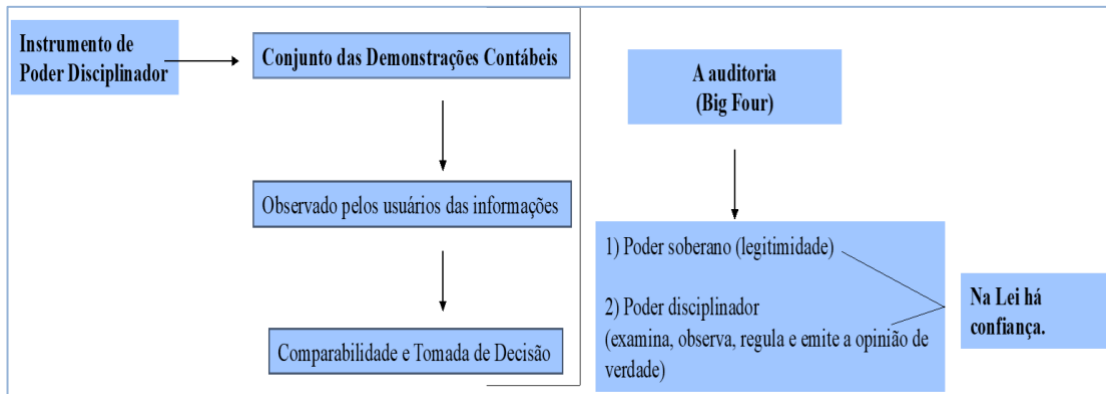 Instrumento de
Poder Disciplinador
Conjunto das Demonstrações Contábeis
Observado pelos usuários das informações
Comparabilidade e Tomada de Decisão
A auditoria
(Big Four)
1) Poder soberano (legitimidade)
2) Poder disciplinador
(examina, observa, regula e emite a opinião de
verdade)
Na Lei há
confiança.